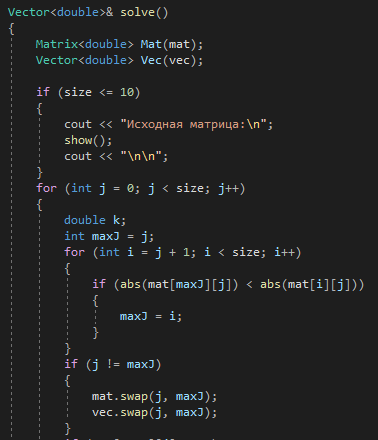 Vector<double>& solve()
{
    Matrix<double> Mat(mat);
    Vector<double> Vec(vec);
    if (size <= 10)
    {
        cout << "Исходная матрица:\n";
        show();
        cout << "\n\n";
    }
    for (int j = 0; j < size; j++)
    {
        double k;
        int maxJ = j;
        for (int i = j + 1; i < size; i++)
        {
            if (abs(mat[maxJ][j]) < abs(mat[i][j]))
            {
                maxJ = i;
            }
        }
        if (j != maxJ)
        {
            mat.swap(j, maxJ);
            vec.swap(j, maxJ);
        }